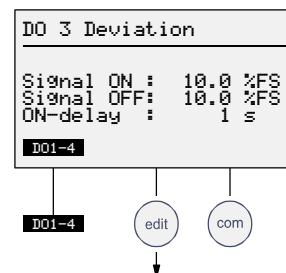 DO 3 Deviation
Signal ON : 10.0 %FS
Signal OFF: 10.0 %FS
ON-delay : 1 s
DO1-4
DO1-4 edit com